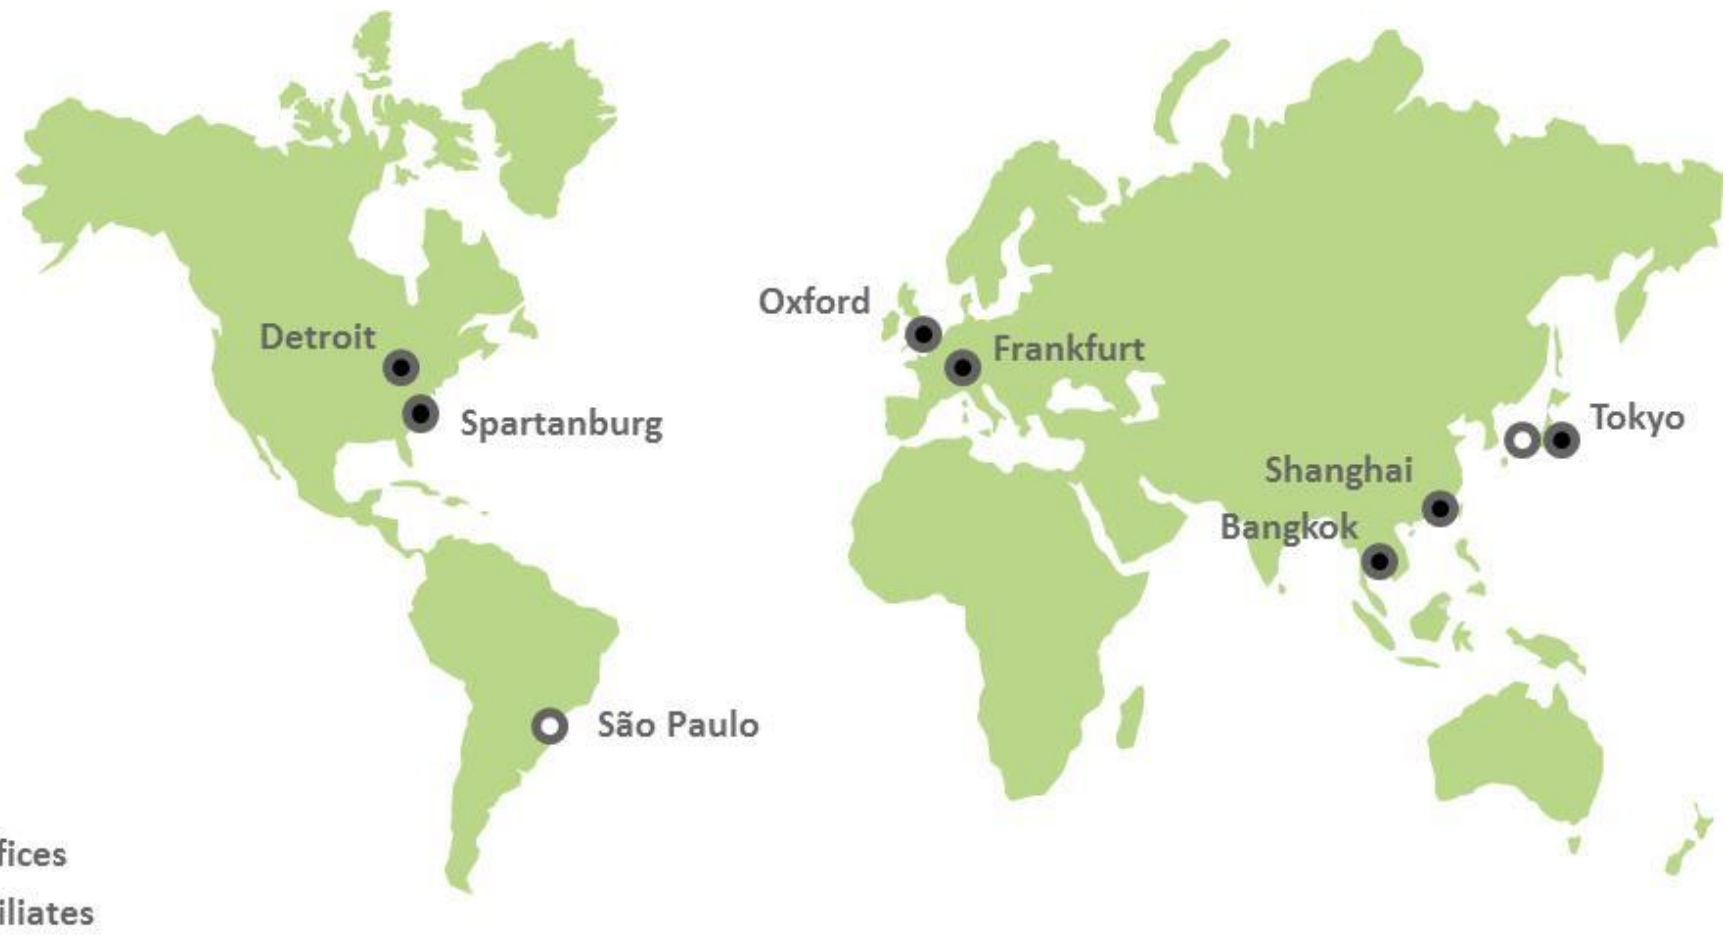 Oxford
Detroit
Frankfurt
Spartanburg
Tokyo
Shanghai
Bangkok
São Paulo
fices
iliates